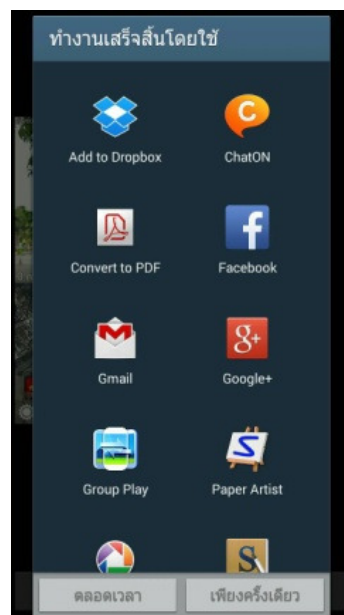 ทำงานเสร็จสิ้นโดยใช้
Add to Dropbox
ChatON
Convert to PDF
Facebook
Gmail
Google+
Group Play
Paper Artist
ตลอดเวลา
เพียงครั้งเดียว